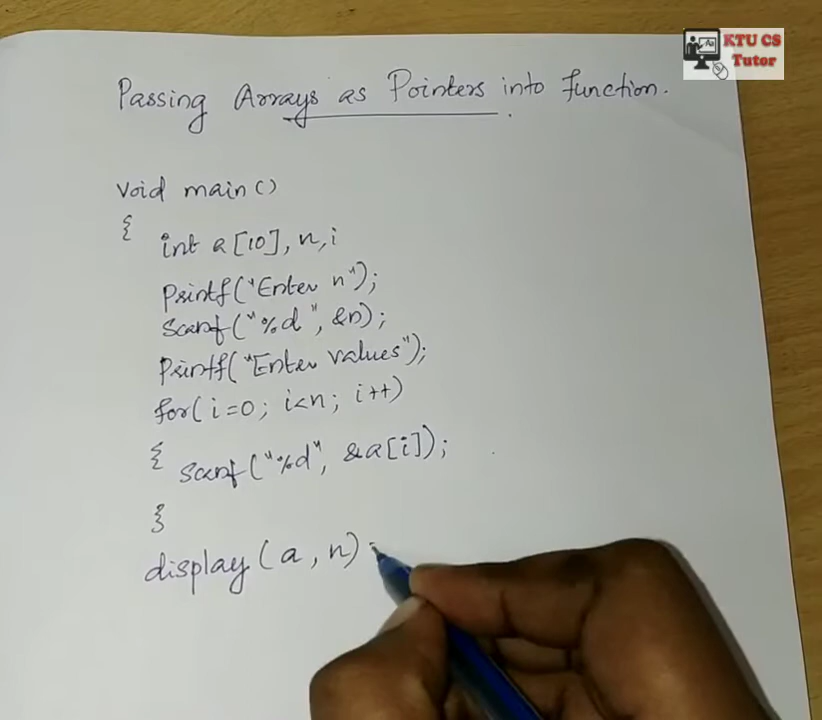 KTU CS
Tutor
Passing Arrays as Pointers into function.
void main()
{ int a[10], n, i
Printf("Enter n");
Scanf("%d", &n);
Printf("Enter values");
for(i=0; i<n; i++)
{ Scanf("%d", &a[i]);
}
display(a, n)